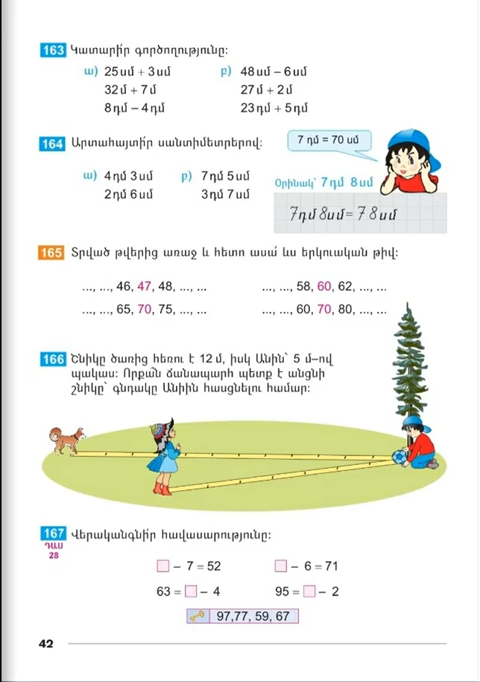 163 Կատարի՛ր գործողությունը:
ա) 25 սմ + 3 սմ բ) 48 սմ – 6 սմ
32 մ + 7 մ 27 մ + 2 մ
8 դմ – 4 դմ 23 դմ + 5 դմ
164 Արտահայտի՛ր սանտիմետրերով:
7 դմ = 70 սմ
ա) 4 դմ 3 սմ բ) 7 դմ 5 սմ
2 դմ 6 սմ 3 դմ 7 սմ
Օրինակ՝ 7 դմ 8 սմ
7 դմ 8 սմ = 78 սմ
165 Տրված թվերից առաջ և հետո ասա՛ ևս երկուական թիվ:
..., ..., 46, 47, 48, ..., ... ..., ..., 58, 60, 62, ..., ...
..., ..., 65, 70, 75, ..., ... ..., ..., 60, 70, 80, ..., ...
166 Շնիկը ծառից հեռու է 12 մ, իսկ Անին՝ 5 մ–ով
պակաս: Որքա՞ն ճանապարհ պետք է անցնի
շնիկը՝ գնդակը Անիին հասցնելու համար:
167 Վերականգնի՛ր հավասարությունը:
ԴԱՍ
28
□ – 7 = 52 □ – 6 = 71
63 = □ – 4 95 = □ – 2
97,77, 59, 67
42